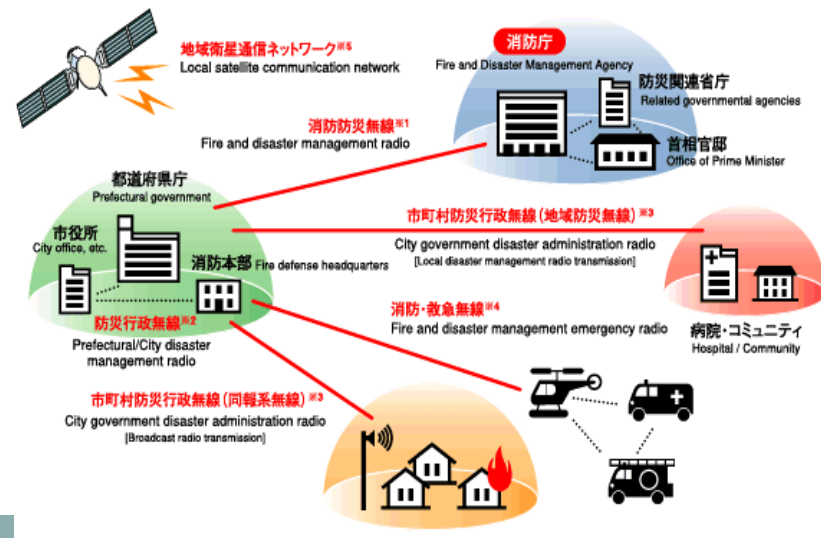 地域衛星通信ネットワーク※5
Local satellite communication network
消防庁
Fire and Disaster Management Agency
防災関連省庁
Related governmental agencies
首相官邸
Office of Prime Minister
消防防災無線※1
Fire and disaster management radio
都道府県庁
Prefectural government
市役所
City office, etc.
消防本部 Fire defense headquarters
市町村防災行政無線(地域防災無線)※3
City government disaster administration radio
[Local disaster management radio transmission]
病院・コミュニティ
Hospital / Community
防災行政無線※2
Prefectural/City disaster
management radio
消防・救急無線※4
Fire and disaster management emergency radio
市町村防災行政無線(同報系無線)※3
City government disaster administration radio
[Broadcast radio transmission]